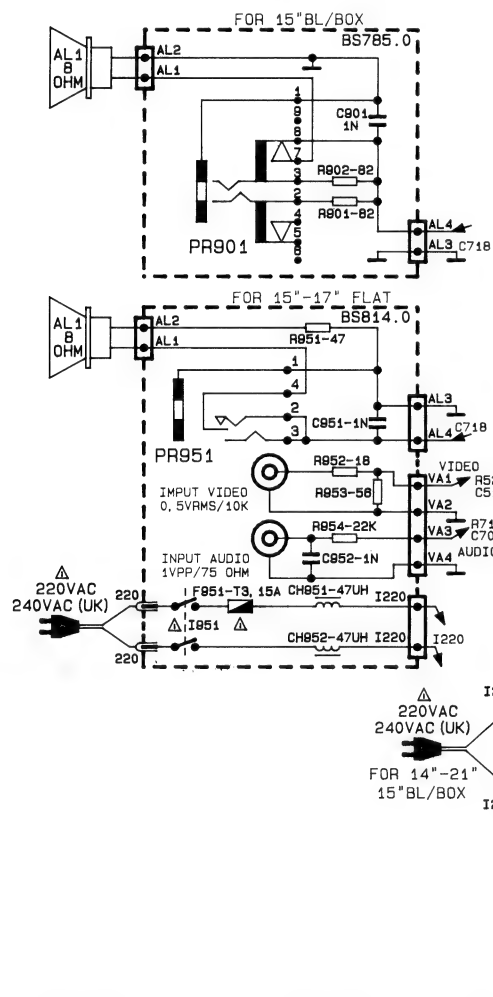 FOR 15"BL/BOX
BS785.0
AL1
8
OHM
AL2
AL1
1
9
8
7
3
2
4
5
6
C901
1N
R902-82
R901-82
PR901
AL4
AL3
C718
FOR 15"-17" FLAT
BS814.0
AL1
8
OHM
AL2
AL1
R951-47
1
4
2
3
C951-1N
PR951
AL3
C718
AL4
R952-18
R953-56
IMPUT VIDEO
0,5VRMS/10K
VIDEO
VA1
VA2
R954-22K
VA3
C952-1N
INPUT AUDIO
1VPP/75 OHM
VA4
AUDIO
220VAC
240VAC (UK)
220
F951-T3,15A
CH951-47UH
I220
I951
CH952-47UH
I220
I220
220
220VAC
240VAC (UK)
FOR 14"-21"
15"BL/BOX